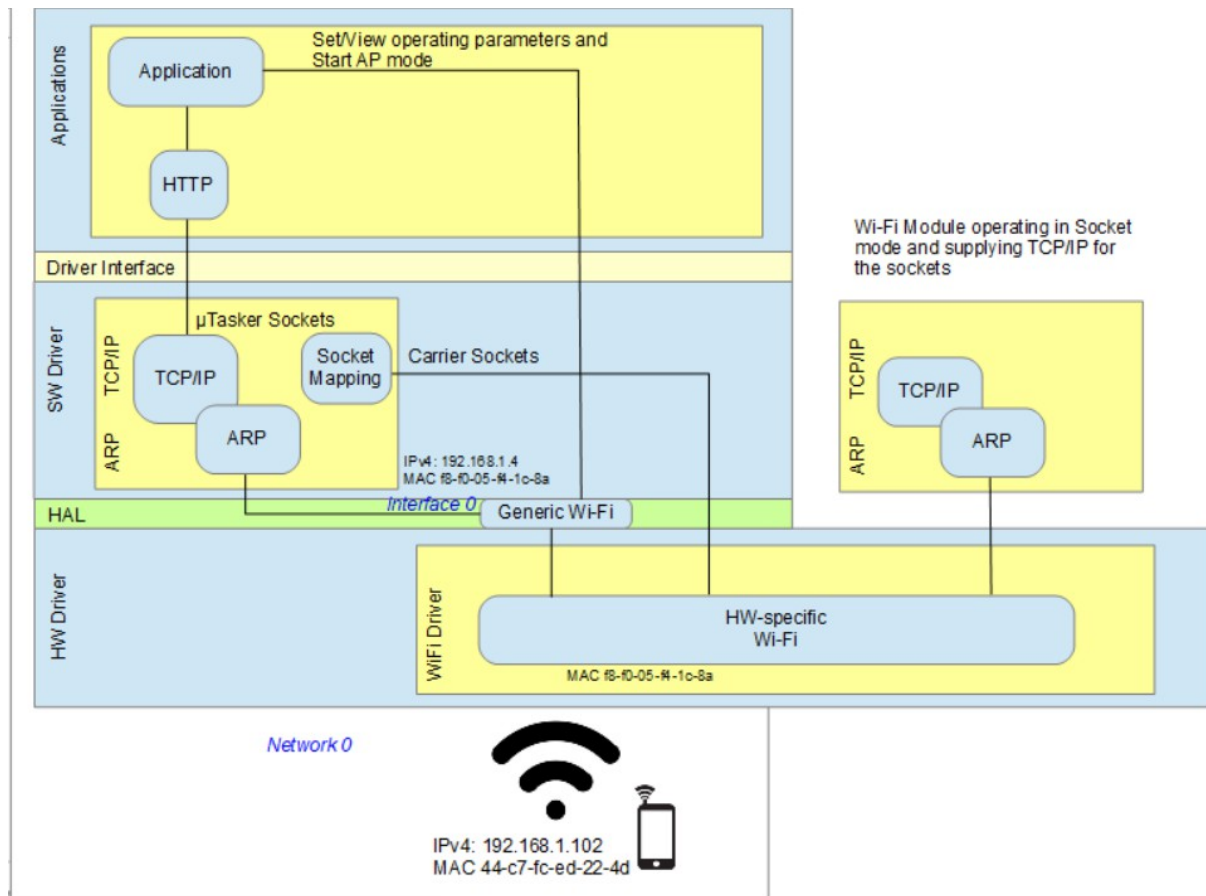 Applications
Application
Set/View operating parameters and
Start AP mode
HTTP
Driver Interface
Wi-Fi Module operating in Socket
mode and supplying TCP/IP for
the sockets
SW Driver
TCP/IP
ARP
µTasker Sockets
TCP/IP
ARP
Socket
Mapping
Carrier Sockets
IPv4: 192.168.1.4
MAC f8-f0-05-f4-1c-8a
TCP/IP
ARP
TCP/IP
ARP
HAL
Interface 0
Generic Wi-Fi
HW Driver
WiFi Driver
HW-specific
Wi-Fi
MAC f8-f0-05-f4-1c-8a
Network 0
IPv4: 192.168.1.102
MAC 44-c7-fc-ed-22-4d